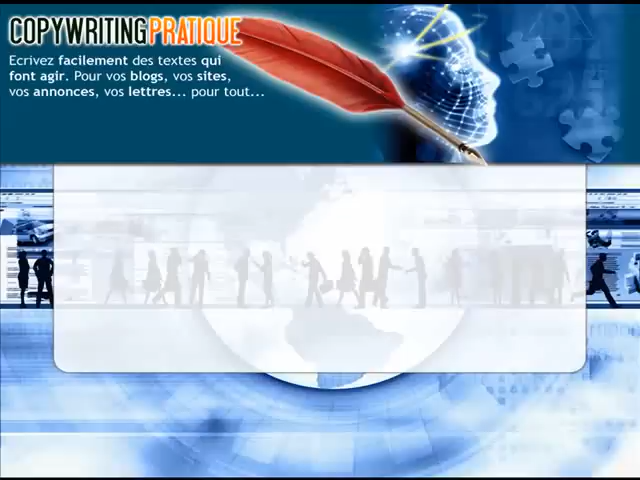 COPYWRITINGPRATIQUE
Ecrivez facilement des textes qui
font agir. Pour vos blogs, vos sites,
vos annonces, vos lettres... pour tout...